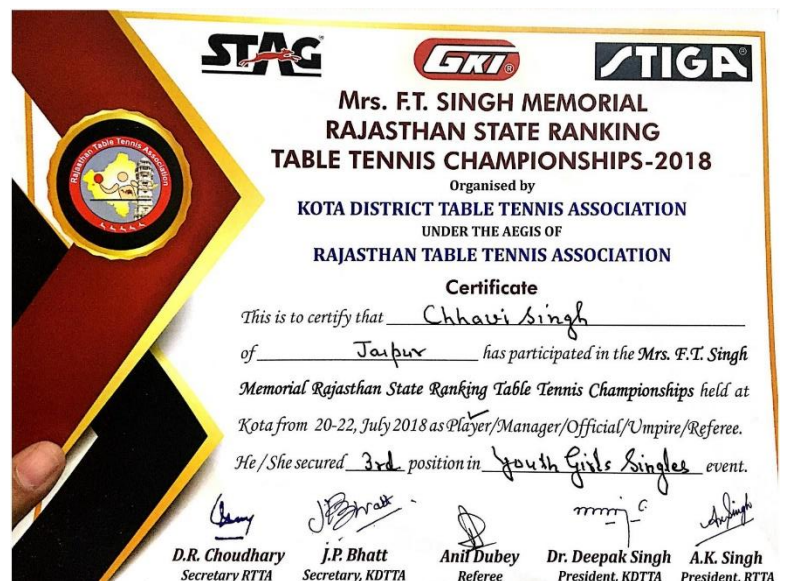 STAG
GKI
STIGA
Mrs. F.T. SINGH MEMORIAL
RAJASTHAN STATE RANKING
TABLE TENNIS CHAMPIONSHIPS-2018
Organised by
KOTA DISTRICT TABLE TENNIS ASSOCIATION
UNDER THE AEGIS OF
RAJASTHAN TABLE TENNIS ASSOCIATION
Rajasthan Table Tennis Association
Certificate
This is to certify that Chhavi Singh
of Jaipur has participated in the Mrs. F.T. Singh
Memorial Rajasthan State Ranking Table Tennis Championships held at
Kota from 20-22, July 2018 as Player/Manager/Official/Umpire/Referee.
He/She secured 3rd position in Youth Girls Singles event.
D.R. Choudhary J.P. Bhatt Anil Dubey Dr. Deepak Singh A.K. Singh
Secretary RTTA Secretary, KDTTA Referee President, KDTTA President, RTTA